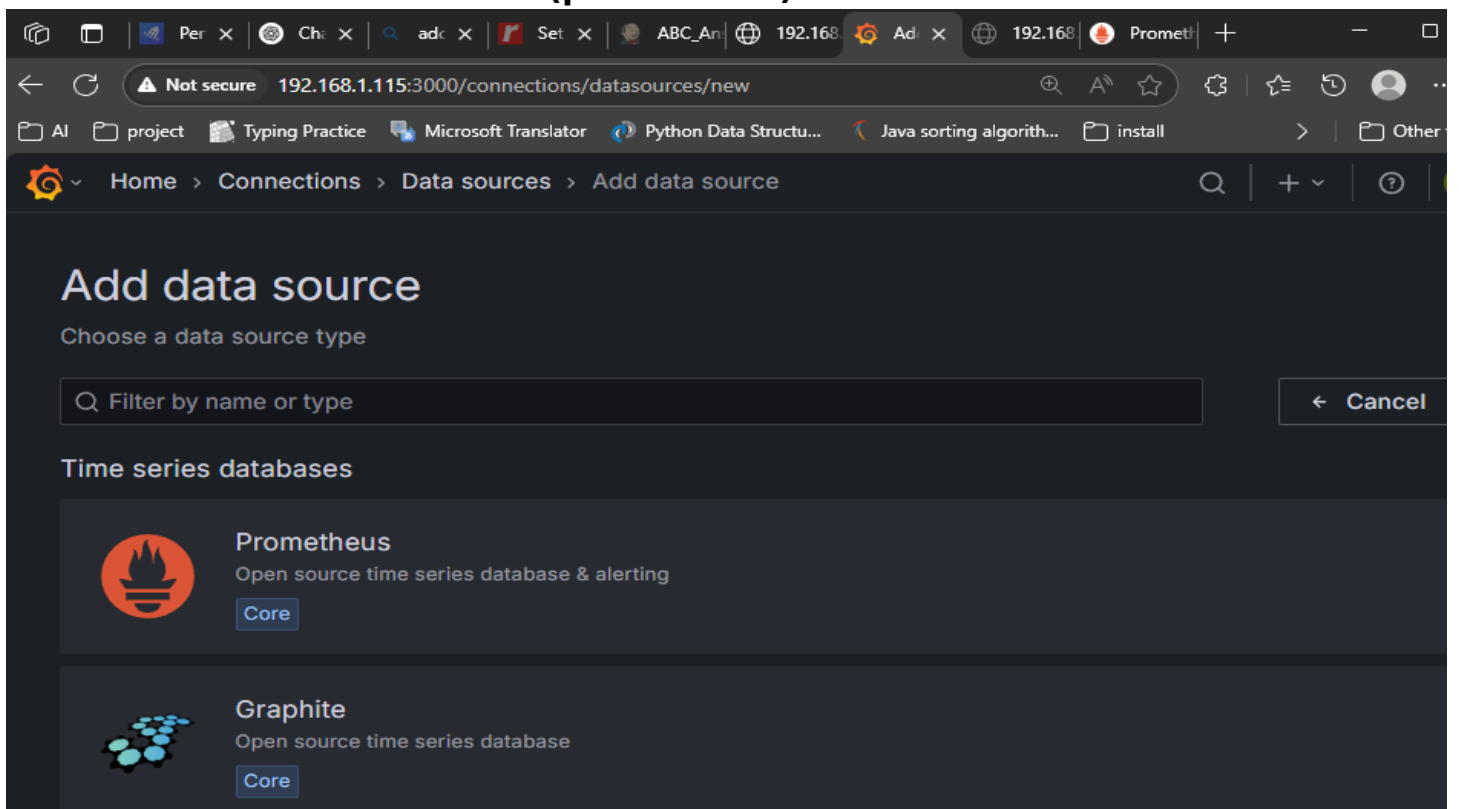 Per Cha adc Set ABC_An 192.168. Ad 192.168. Prometh
Not secure 192.168.1.115:3000/connections/datasources/new
AI project Typing Practice Microsoft Translator Python Data Structu... Java sorting algorith... install Other
Home > Connections > Data sources > Add data source
Add data source
Choose a data source type
Filter by name or type
← Cancel
Time series databases
Prometheus
Open source time series database & alerting
Core
Graphite
Open source time series database
Core